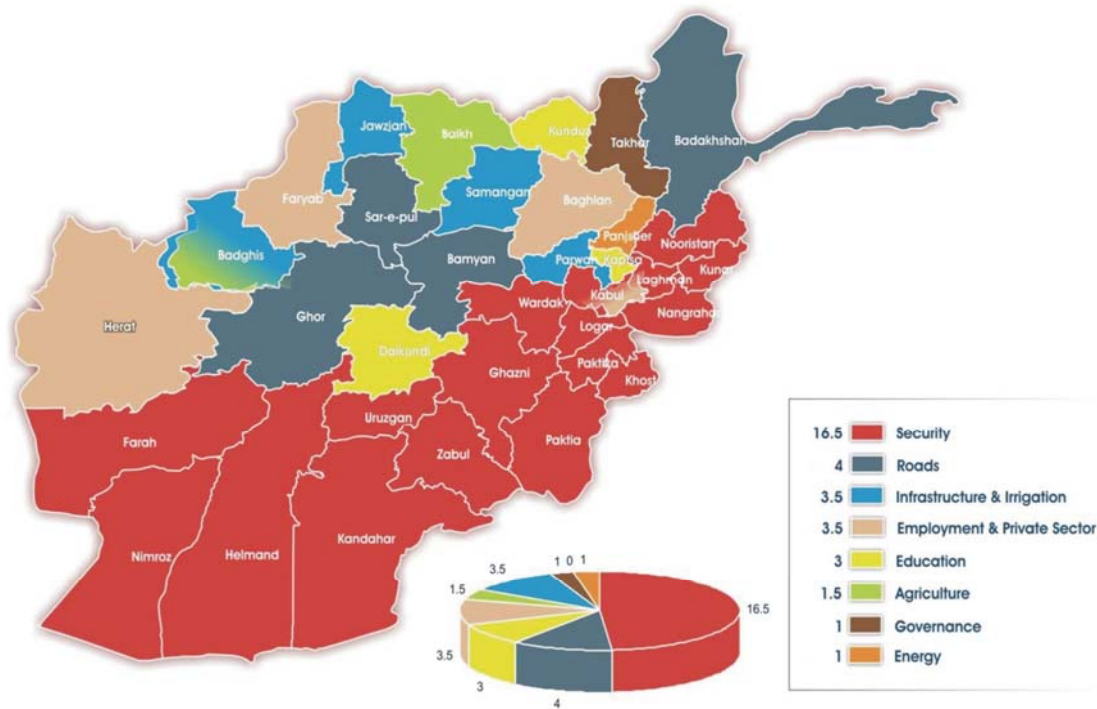 Jawzjan
Balkh
Kunduz
Takhar
Badakhshan
Faryab
Sar-e-pul
Samangan
Baghlan
Panjsher
Nooristan
Badghis
Bamyan
Parwan
Kapisa
Kunar
Laghman
Herat
Ghor
Wardak
Kabul
Nangrahar
Daikundi
Logar
Ghazni
Paktita
Khost
Farah
Uruzgan
Zabul
Paktia
Nimroz
Helmand
Kandahar
16.5 Security
4 Roads
3.5 Infrastructure & Irrigation
3.5 Employment & Private Sector
3 Education
1.5 Agriculture
1 Governance
1 Energy
3.5
1 0 1
1.5
16.5
3.5
3
4